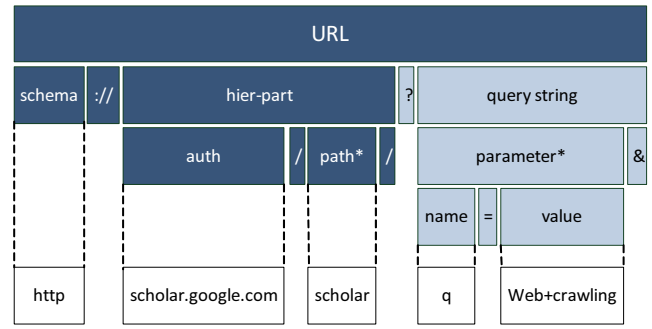 URL
schema :// hier-part ? query string
auth / path* / parameter* &
name = value
http scholar.google.com scholar q Web+crawling